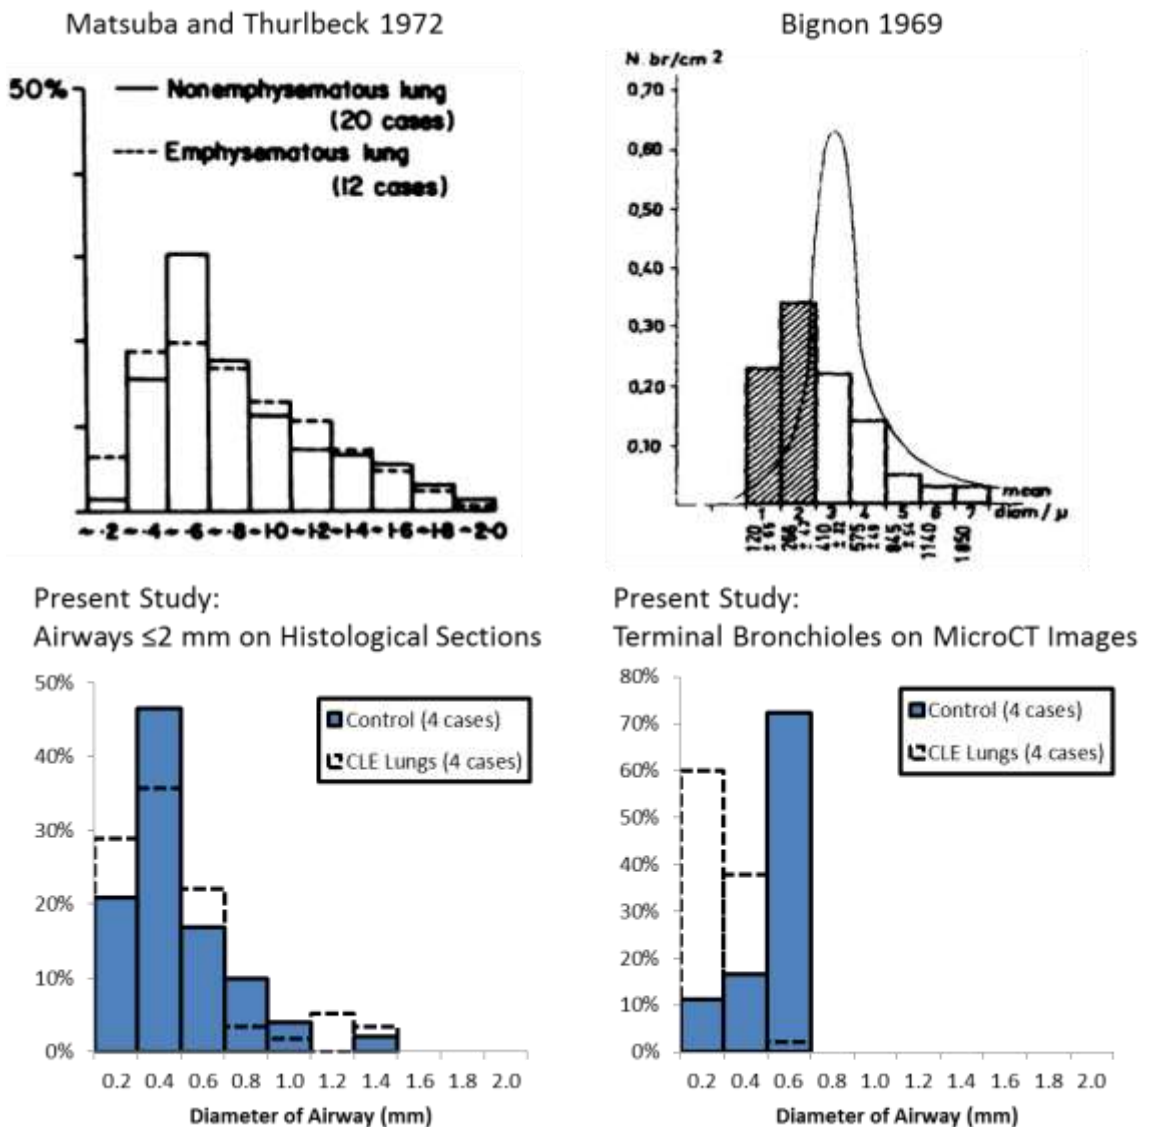 Matsuba and Thurlbeck 1972
50%
Nonemphysematous lung
(20 cases)
Emphysematous lung
(12 cases)
~·2 ~·4 ~·6 ~·8 ~1·0 ~1·2 ~1·4 ~1·6 ~1·8 ~2·0
Bignon 1969
N br/cm 2
0,70
0,60
0,50
0,40
0,30
0,20
0,10
mean
diam / µ
1 2 3 4 5 6 7
120 266 410 575 845 1140 1850
± 32 ± 49 ± 54
Present Study:
Airways ≤2 mm on Histological Sections
50%
40%
30%
20%
10%
0%
Control (4 cases)
CLE Lungs (4 cases)
0.2 0.4 0.6 0.8 1.0 1.2 1.4 1.6 1.8 2.0
Diameter of Airway (mm)
Present Study:
Terminal Bronchioles on MicroCT Images
80%
70%
60%
50%
40%
30%
20%
10%
0%
Control (4 cases)
CLE Lungs (4 cases)
0.2 0.4 0.6 0.8 1.0 1.2 1.4 1.6 1.8 2.0
Diameter of Airway (mm)